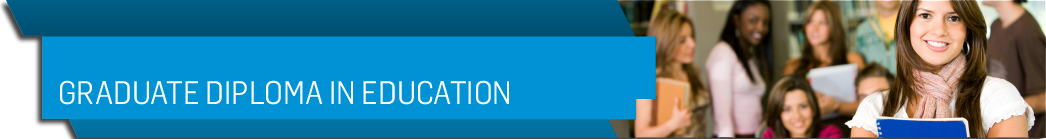 GRADUATE DIPLOMA IN EDUCATION